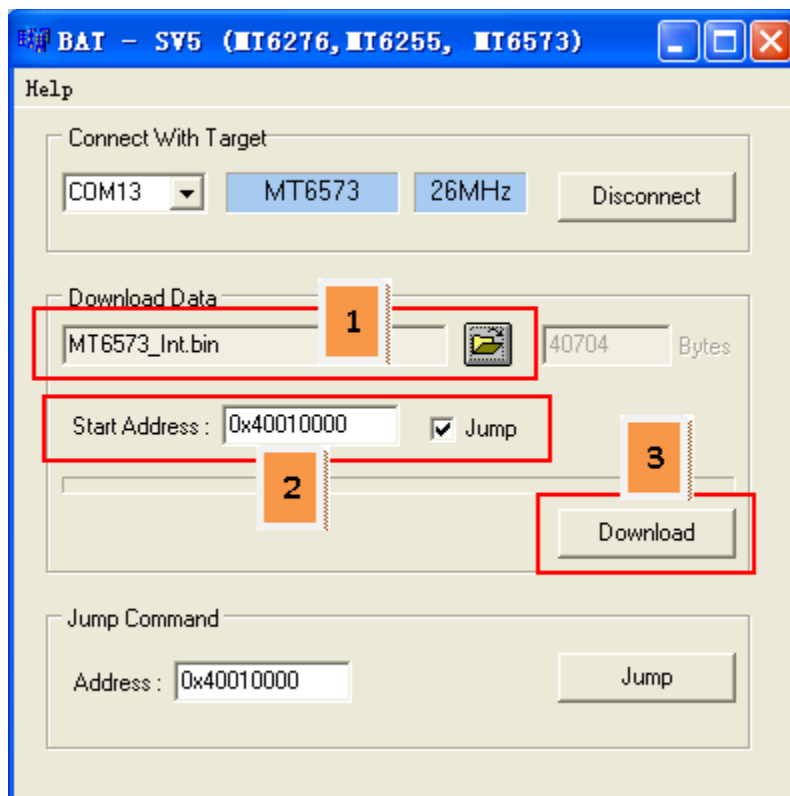 BAT - SV5 (MT6276,MT6255, MT6573)
Help
Connect With Target
COM13 MT6573 26MHz Disconnect
Download Data
1
MT6573_Int.bin 40704 Bytes
Start Address : 0x40010000 Jump
2 3
Download
Jump Command
Address : 0x40010000 Jump